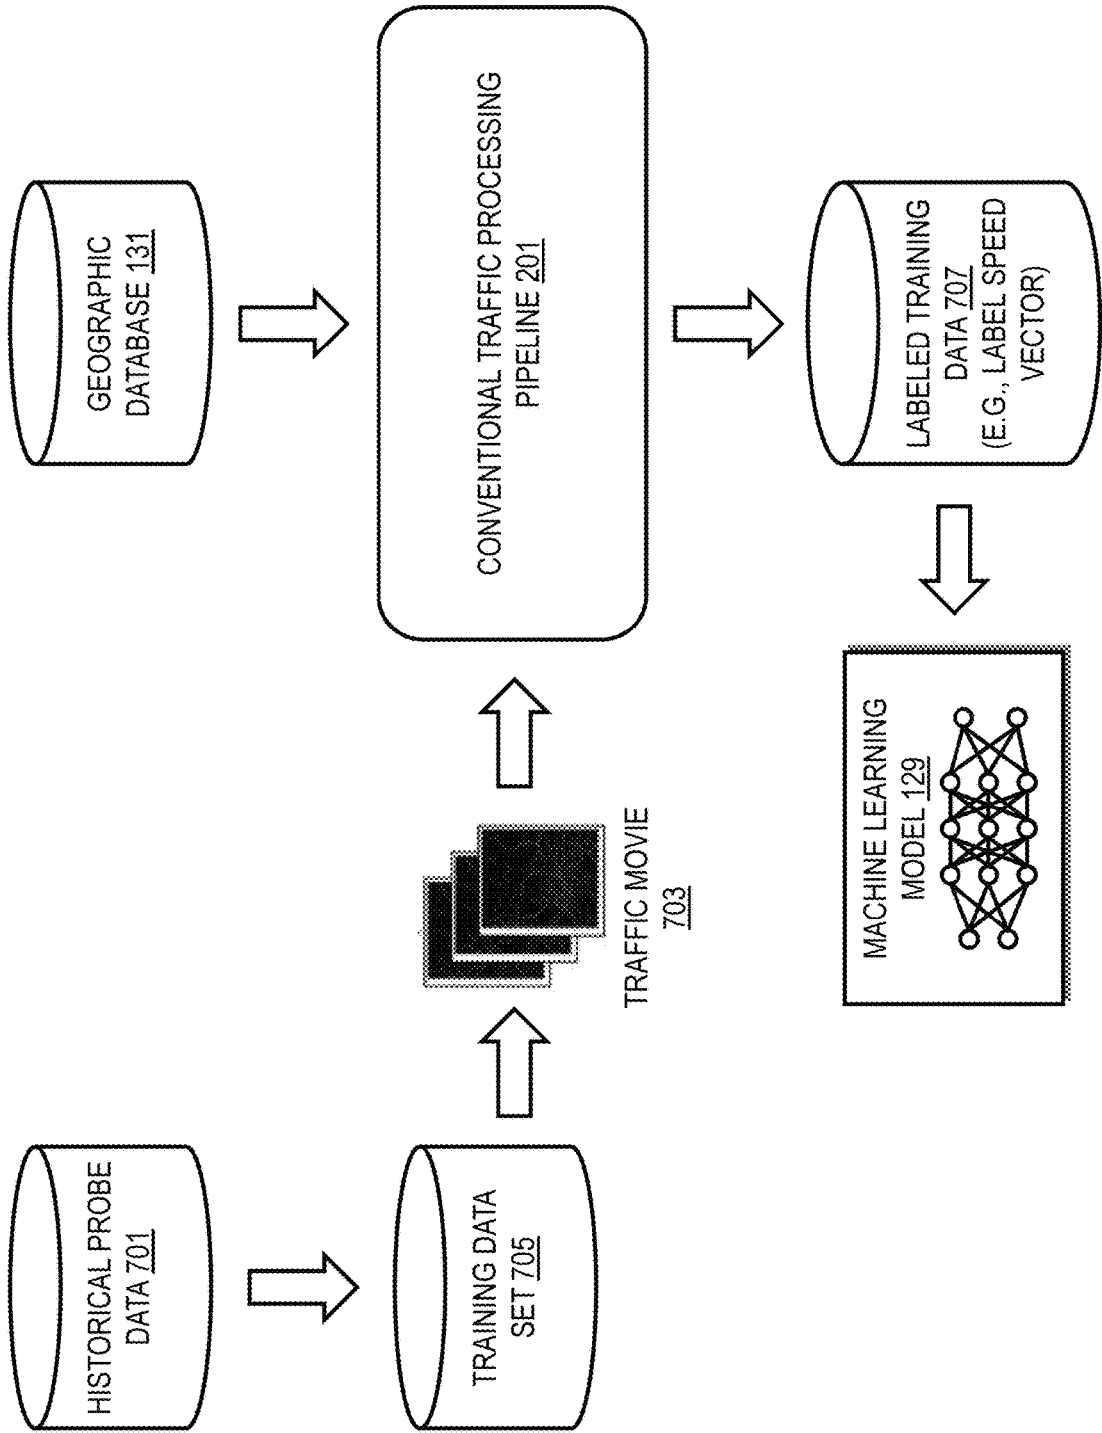 HISTORICAL PROBE
DATA 701
GEOGRAPHIC
DATABASE 131
TRAINING DATA
SET 705
TRAFFIC MOVIE
703
CONVENTIONAL TRAFFIC PROCESSING
PIPELINE 201
MACHINE LEARNING
MODEL 129
LABELED TRAINING
DATA 707
(E.G., LABEL SPEED
VECTOR)